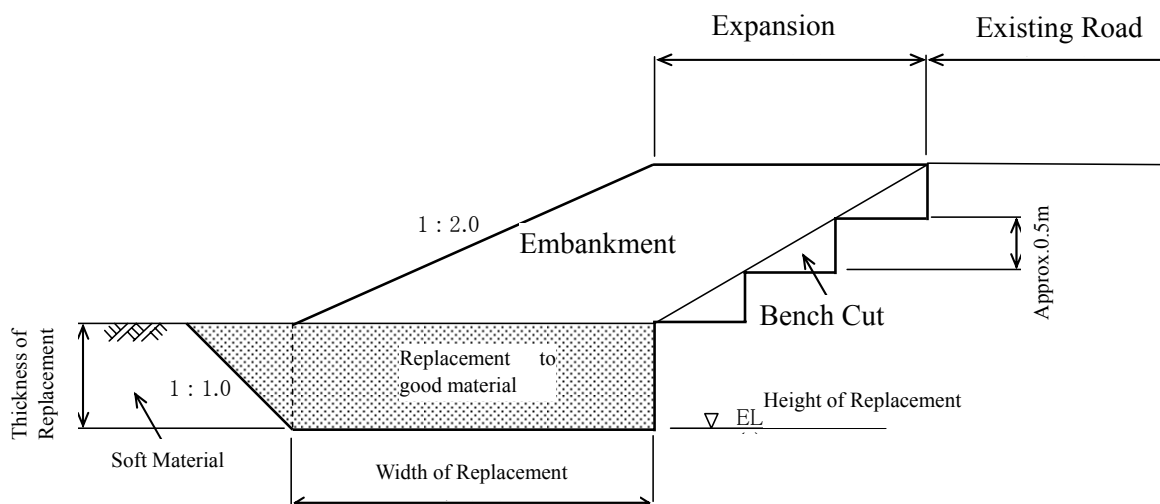 Expansion
Existing Road
1：2.0
Embankment
Approx.0.5m
Bench Cut
Thickness of
Replacement
1：1.0
Replacement to
good material
Height of Replacement
EL
Soft Material
Width of Replacement